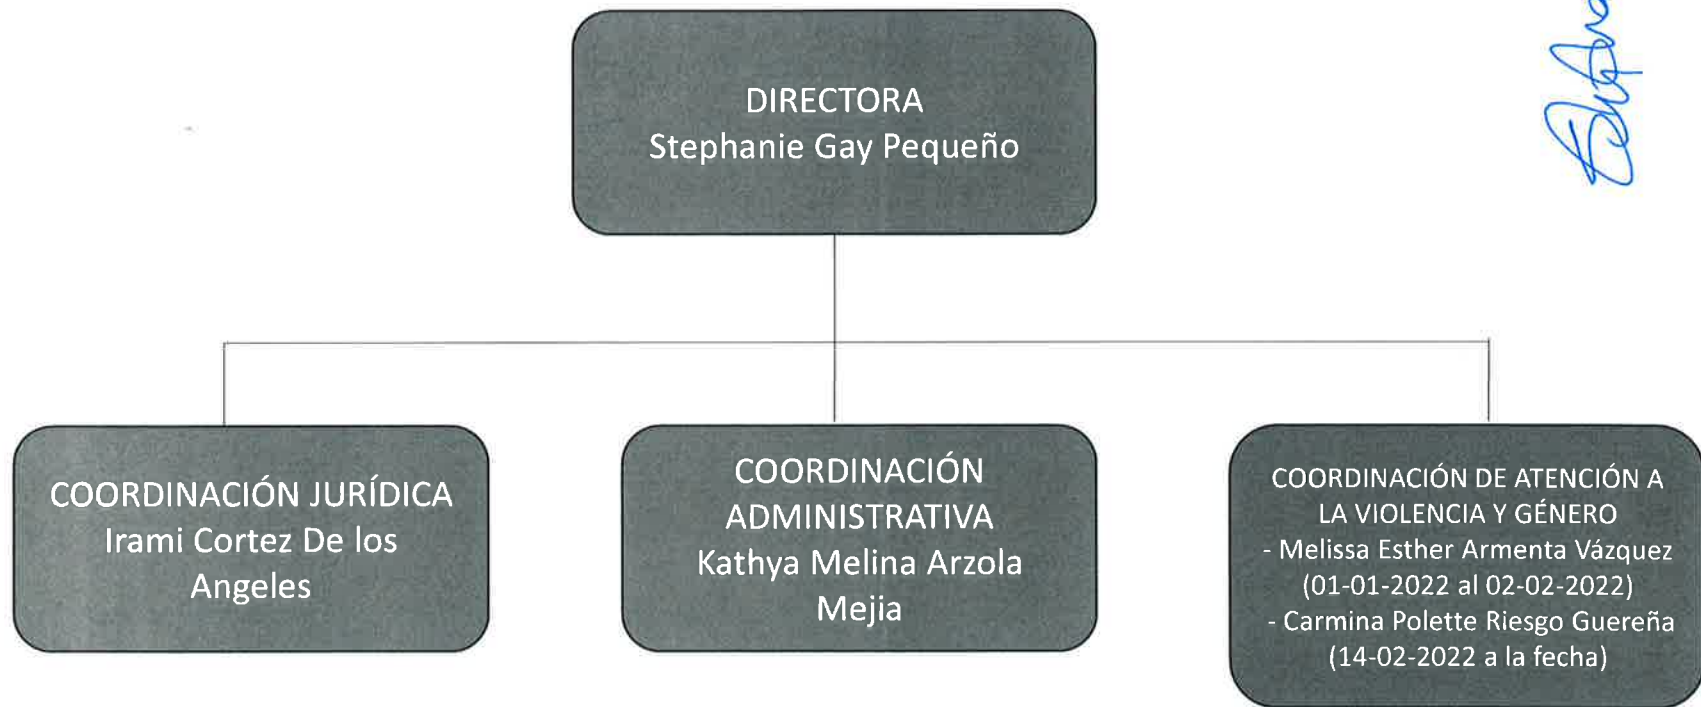 DIRECTORA
Stephanie Gay Pequeño
COORDINACIÓN JURÍDICA
Irami Cortez De los
Angeles
COORDINACIÓN
ADMINISTRATIVA
Kathya Melina Arzola
Mejia
COORDINACIÓN DE ATENCIÓN A
LA VIOLENCIA Y GÉNERO
- Melissa Esther Armenta Vázquez
(01-01-2022 al 02-02-2022)
- Carmina Polette Riesgo Guereña
(14-02-2022 a la fecha)